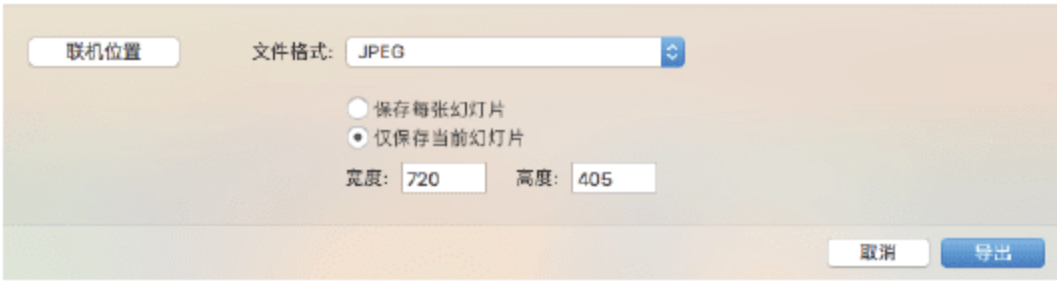 联机位置 文件格式: JPEG
保存每张幻灯片
仅保存当前幻灯片
宽度: 720 高度: 405
取消 导出